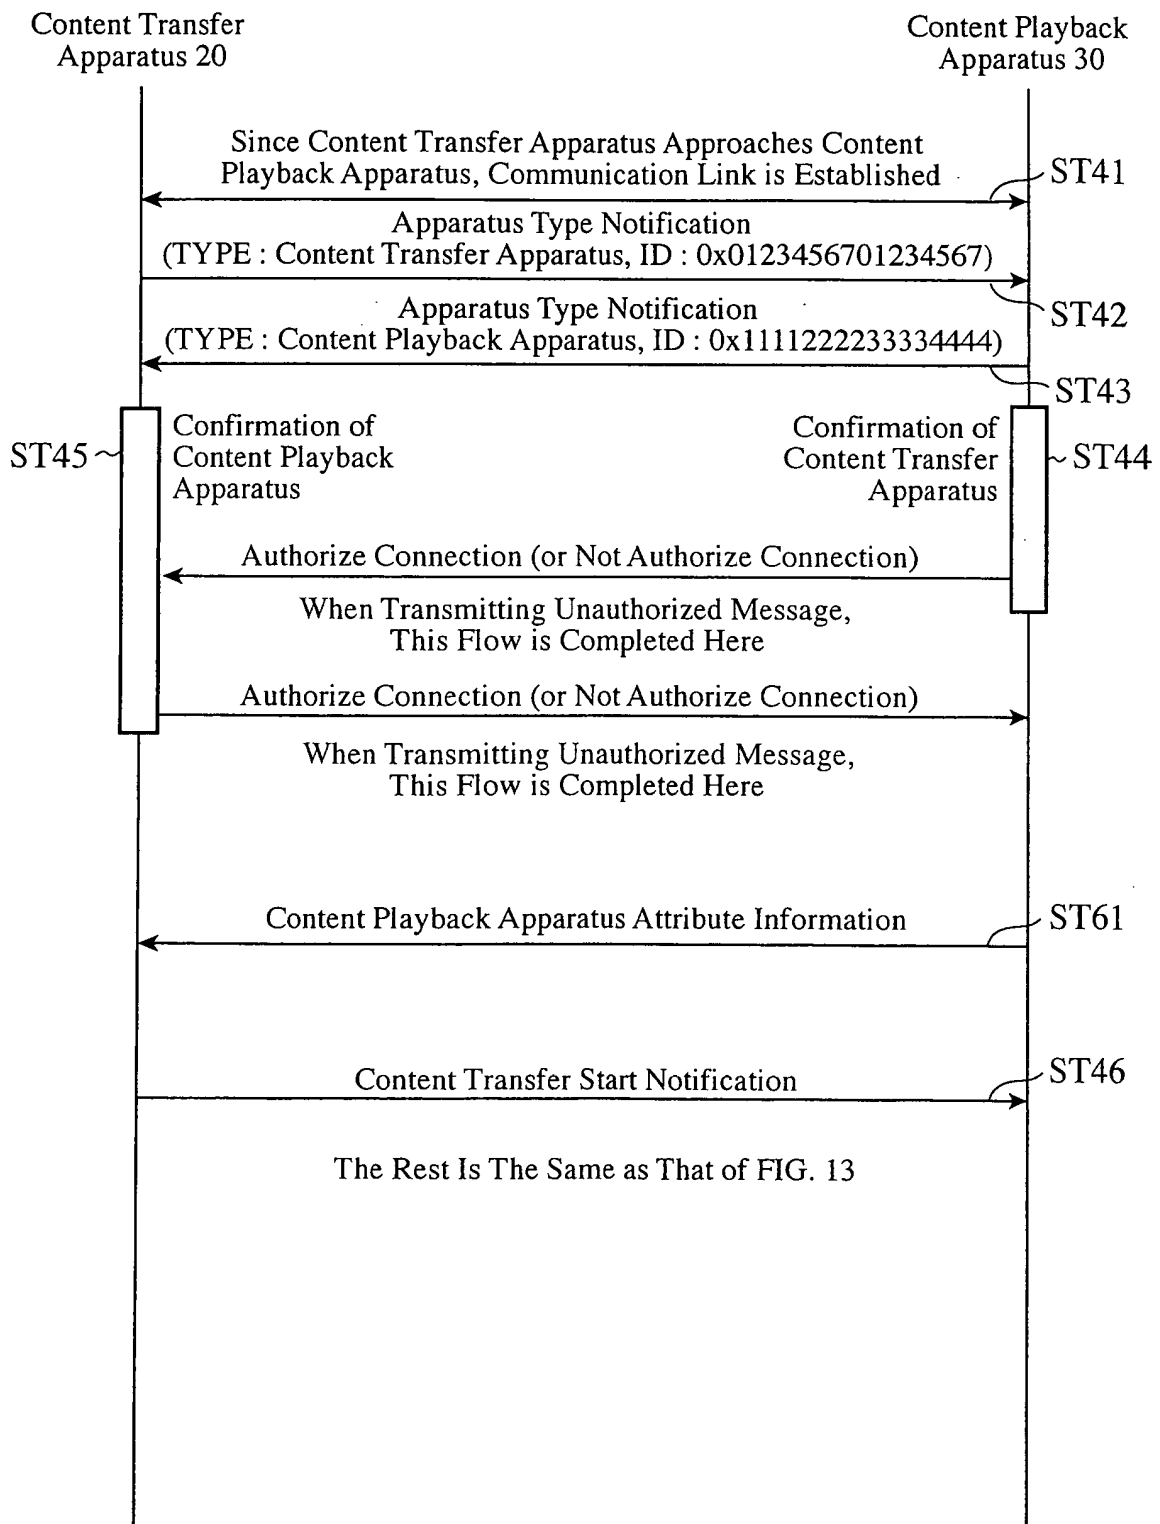 Content Transfer
Apparatus 20
Content Playback
Apparatus 30
Since Content Transfer Apparatus Approaches Content
Playback Apparatus, Communication Link is Established
ST41
Apparatus Type Notification
(TYPE : Content Transfer Apparatus, ID : 0x0123456701234567)
ST42
Apparatus Type Notification
(TYPE : Content Playback Apparatus, ID : 0x1111222233334444)
ST43
ST45
Confirmation of
Content Playback
Apparatus
Confirmation of
Content Transfer
Apparatus
ST44
Authorize Connection (or Not Authorize Connection)
When Transmitting Unauthorized Message,
This Flow is Completed Here
Authorize Connection (or Not Authorize Connection)
When Transmitting Unauthorized Message,
This Flow is Completed Here
Content Playback Apparatus Attribute Information
ST61
Content Transfer Start Notification
ST46
The Rest Is The Same as That of FIG. 13